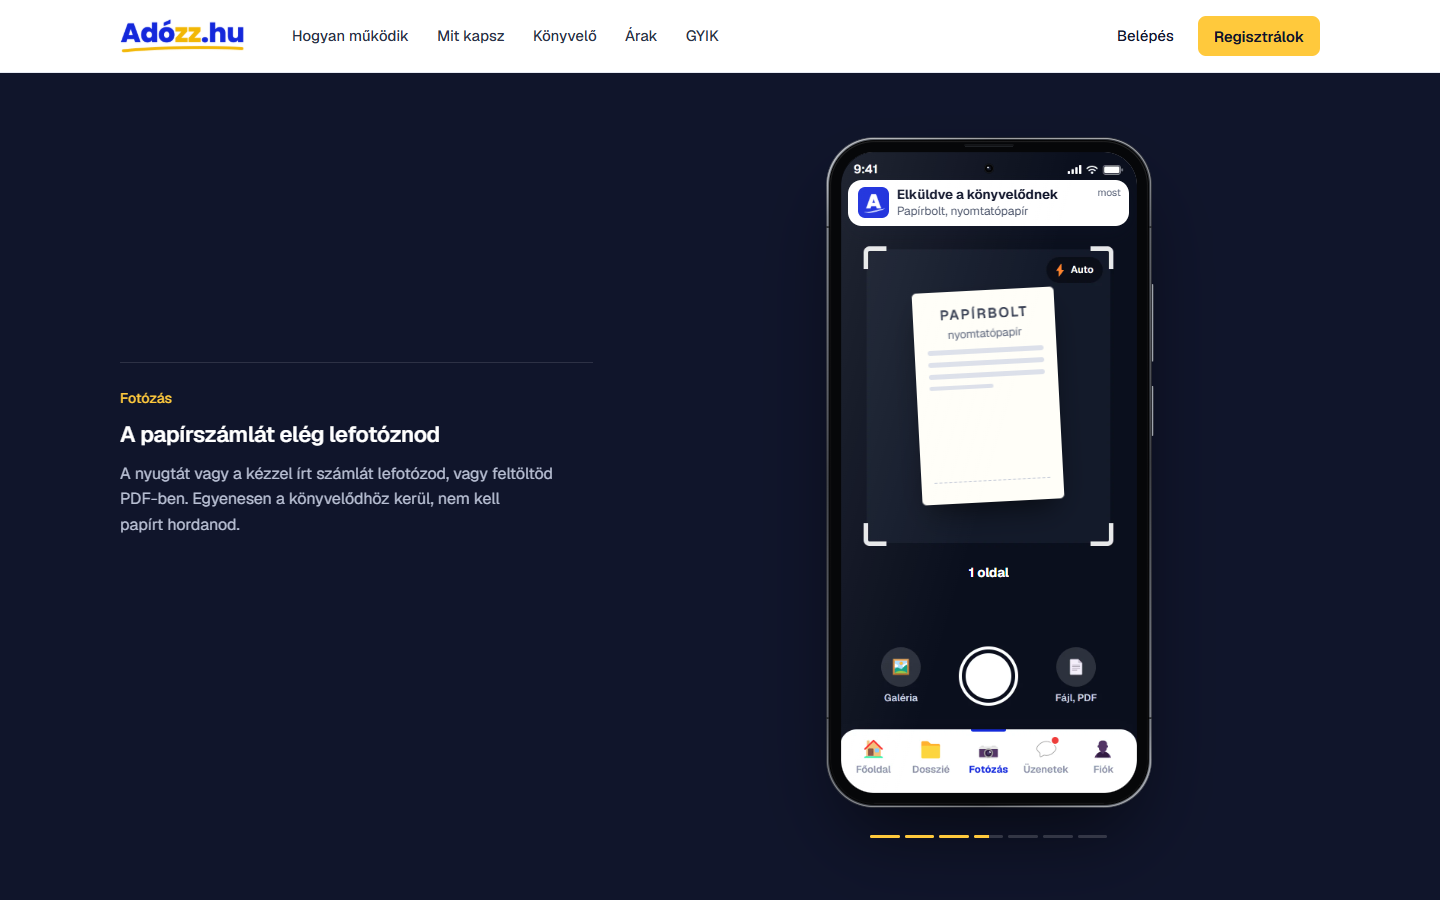 Adózz.hu
Hogyan működik
Mit kapsz
Könyvelő
Árak
GYIK
Belépés
Regisztrálok
Fotózás
A papírszámlát elég lefotóznod
A nyugtát vagy a kézzel írt számlát lefotózod, vagy feltöltöd
PDF-ben. Egyenesen a könyvelődhöz kerül, nem kell
papírt hordanod.
9:41
A
Elküldve a könyvelődnek
most
Papírbolt, nyomtatópapír
Auto
PAPÍRBOLT
nyomtatópapír
1 oldal
Galéria
Fájl, PDF
Főoldal
Dosszié
Fotózás
Üzenetek
Fiók